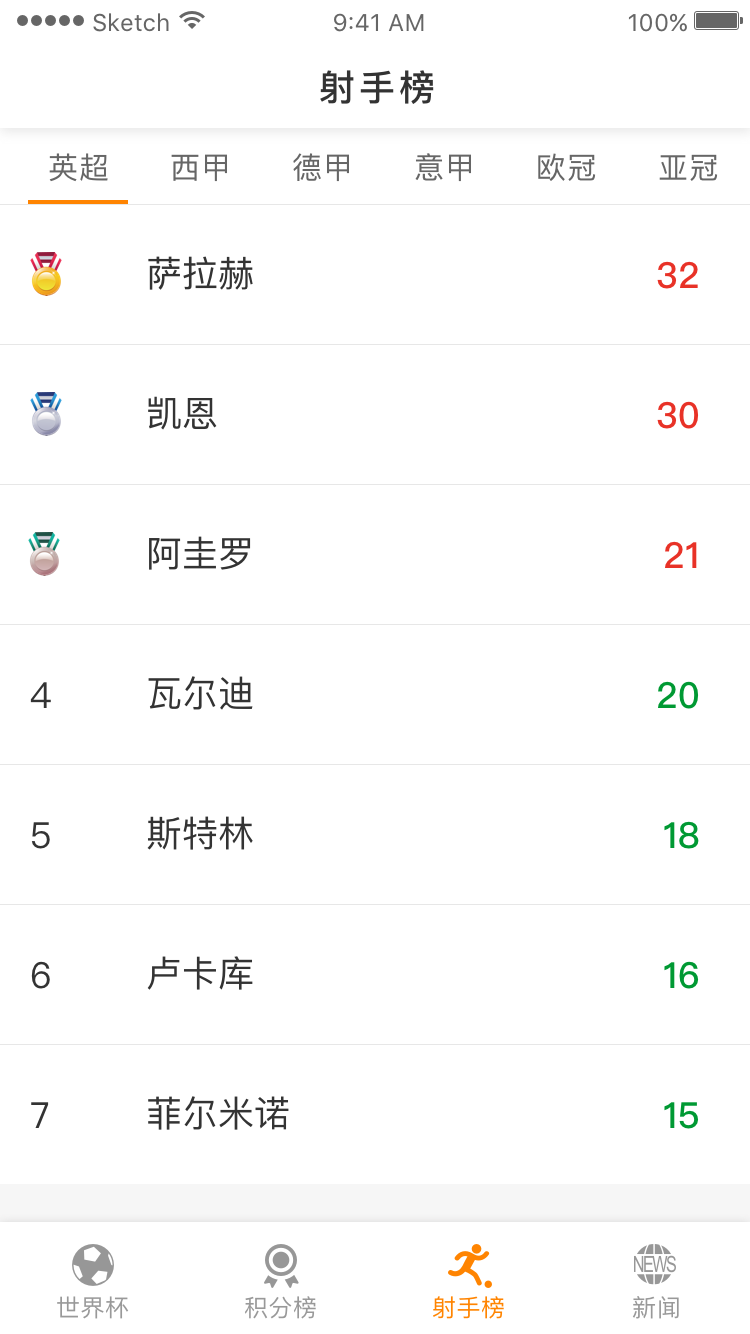 Sketch 9:41 AM 100%
射手榜
英超 西甲 德甲 意甲 欧冠 亚冠
萨拉赫 32
凯恩 30
阿圭罗 21
4 瓦尔迪 20
5 斯特林 18
6 卢卡库 16
7 菲尔米诺 15
NEWS
世界杯 积分榜 射手榜 新闻